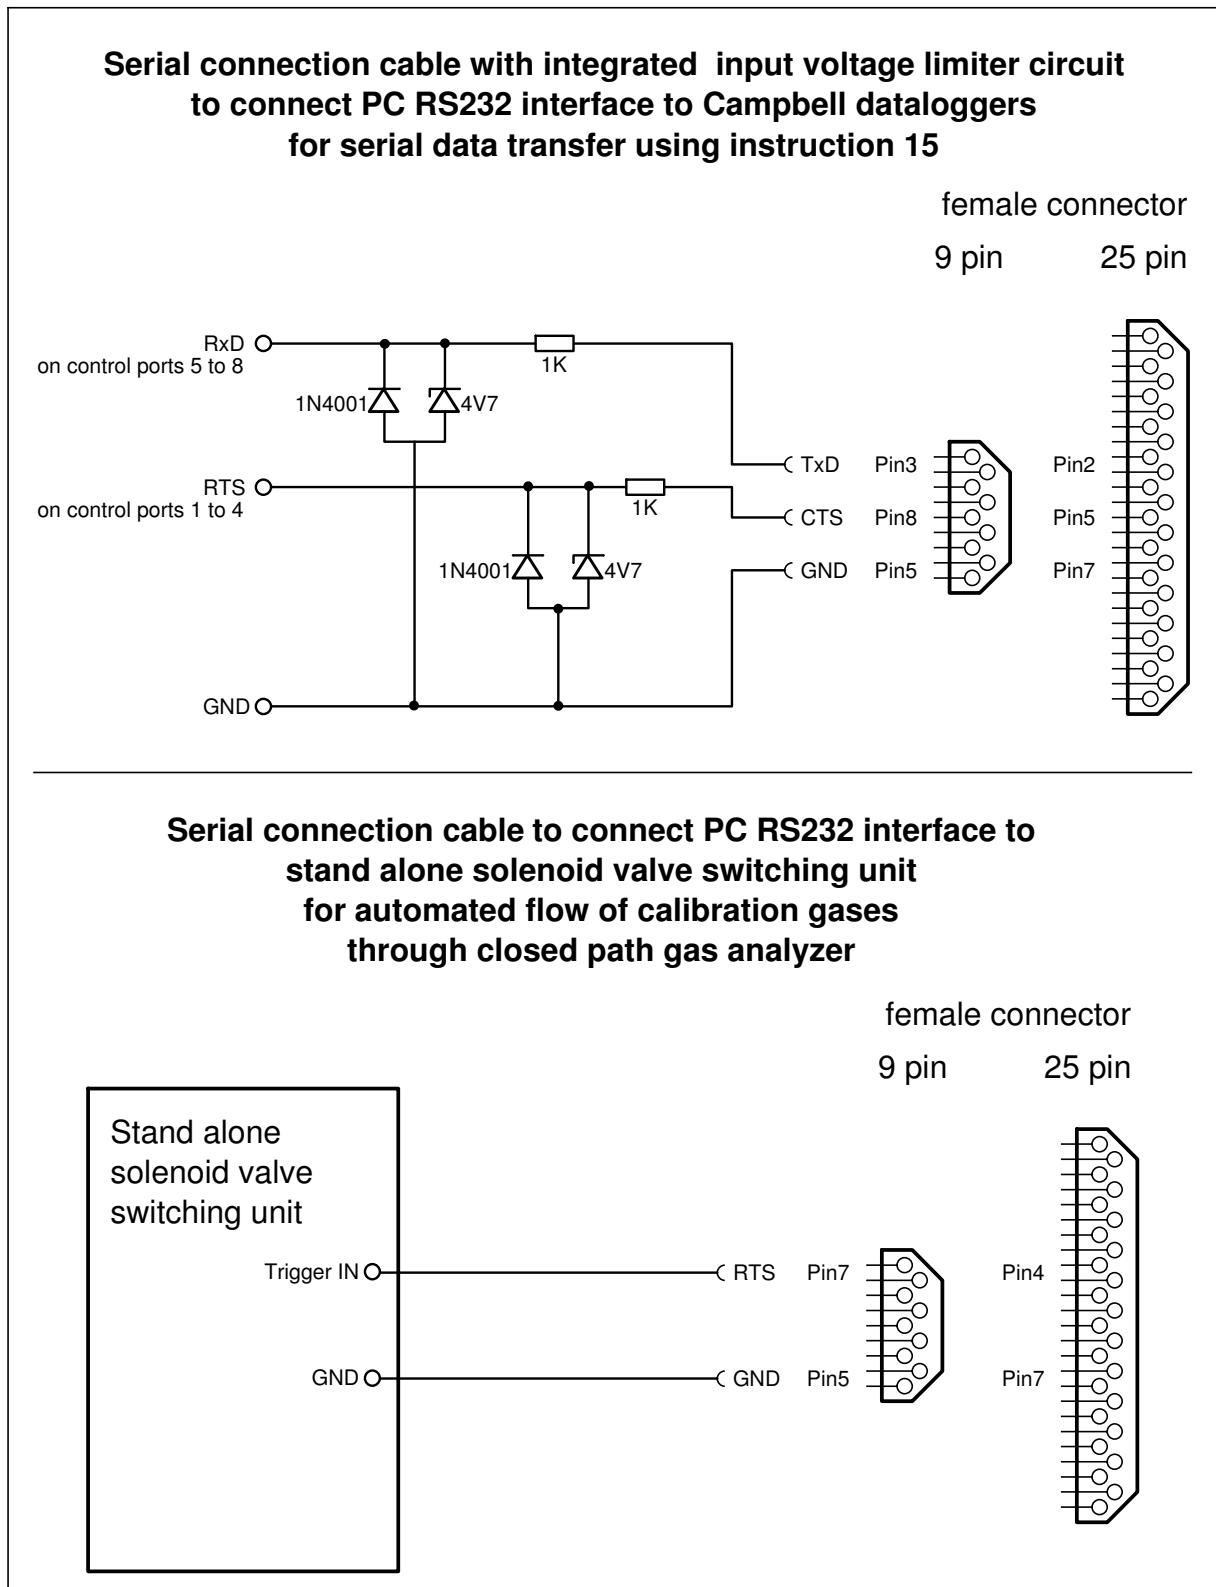 Serial connection cable with integrated  input voltage limiter circuit
to connect PC RS232 interface to Campbell dataloggers
for serial data transfer using instruction 15
female connector
9 pin
25 pin
RxD
on control ports 5 to 8
1K
1N4001
4V7
TxD
Pin3
Pin2
RTS
on control ports 1 to 4
1K
CTS
Pin8
Pin5
1N4001
4V7
GND
Pin5
Pin7
GND
Serial connection cable to connect PC RS232 interface to
stand alone solenoid valve switching unit
for automated flow of calibration gases
through closed path gas analyzer
female connector
9 pin
25 pin
Stand alone
solenoid valve
switching unit
Trigger IN
RTS
Pin7
Pin4
GND
GND
Pin5
Pin7